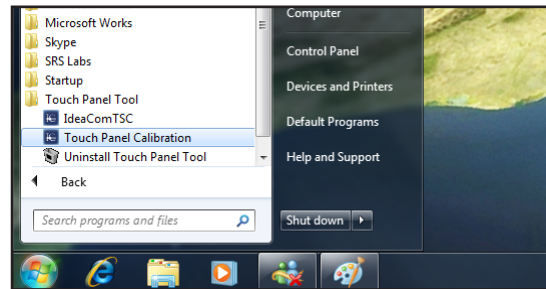 Microsoft Works
Skype
SRS Labs
Startup
Touch Panel Tool
IdeaComTSC
Touch Panel Calibration
Uninstall Touch Panel Tool
Back
Search programs and files
Computer
Control Panel
Devices and Printers
Default Programs
Help and Support
Shut down